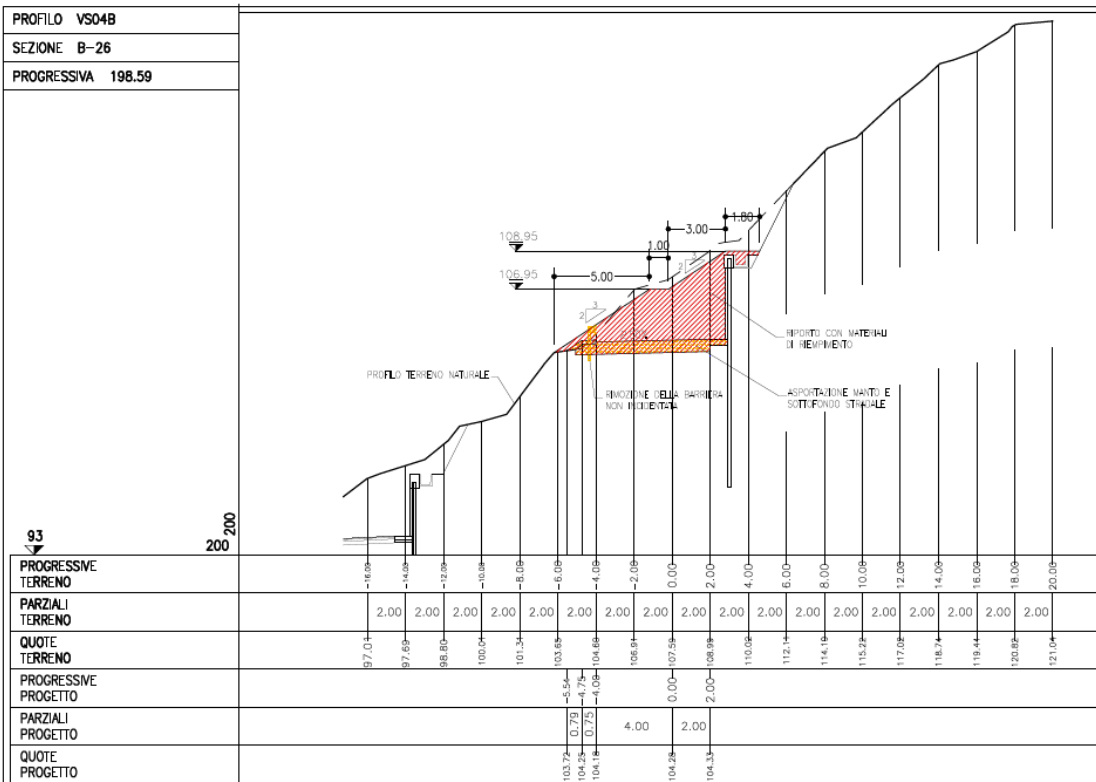 PROFILO VS04B
SEZIONE B-26
PROGRESSIVA 198.59
1.80
3.00
108.95
1.00
3
2
106.95
5.00
3
2
RIPORTO CON MATERIALI
DI RIEMPIMENTO
PROFILO TERRENO NATURALE
RIMOZIONE DELLA BARRIERA
NON INCIDENTATA
ASPORTAZIONE MANTO E
SOTTOFONDO STRADALE
93
200
200
PROGRESSIVE
TERRENO
-16.00 -14.00 -12.00 -10.00 -8.00 -6.00 -4.00 -2.00 0.00 2.00 4.00 6.00 8.00 10.00 12.00 14.00 16.00 18.00 20.00
PARZIALI
TERRENO
2.00 2.00 2.00 2.00 2.00 2.00 2.00 2.00 2.00 2.00 2.00 2.00 2.00 2.00 2.00 2.00 2.00 2.00
QUOTE
TERRENO
97.01 97.69 98.80 100.01 101.31 103.65 104.69 106.91 107.59 108.99 110.09 112.11 114.19 115.22 117.02 118.74 119.44 120.82 121.04
PROGRESSIVE
PROGETTO
-5.54 -4.75 -4.00 0.00 2.00
PARZIALI
PROGETTO
0.79 0.75 4.00 2.00
QUOTE
PROGETTO
103.72 104.25 104.18 104.28 104.33